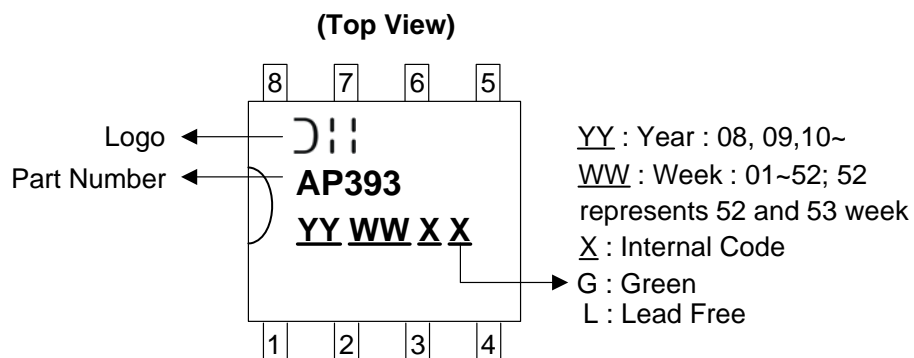 (Top View)
8 7 6 5
Logo
Part Number
AP393
YY WW X X
YY : Year : 08, 09,10~
WW : Week : 01~52; 52
represents 52 and 53 week
X : Internal Code
G : Green
L : Lead Free
1 2 3 4